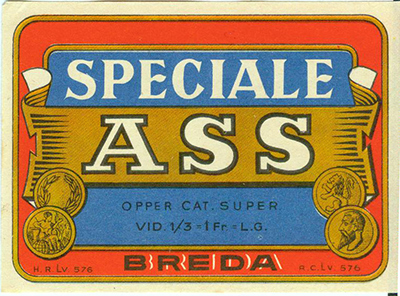 SPECIALE
ASS
OPPER CAT. SUPER
VID. 1/3 = 1 Fr. = L.G.
BREDA
H.R. LV. 576
R.C. LV. 576